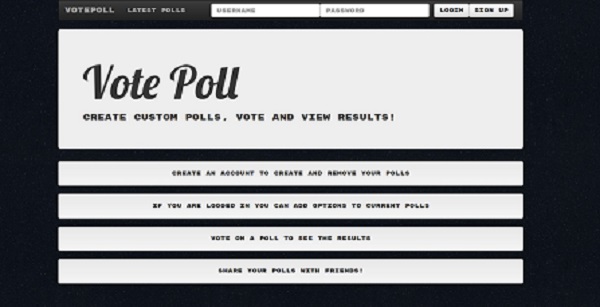 VOTEPOLL LATEST POLLS USERNAME PASSWORD LOGIN SIGN UP
Vote Poll
CREATE CUSTOM POLLS, VOTE AND VIEW RESULTS!
CREATE AN ACCOUNT TO CREATE AND REMOVE YOUR POLLS
IF YOU ARE LOGGED IN YOU CAN ADD OPTIONS TO CURRENT POLLS
VOTE ON A POLL TO SEE THE RESULTS
SHARE YOUR POLLS WITH FRIENDS!